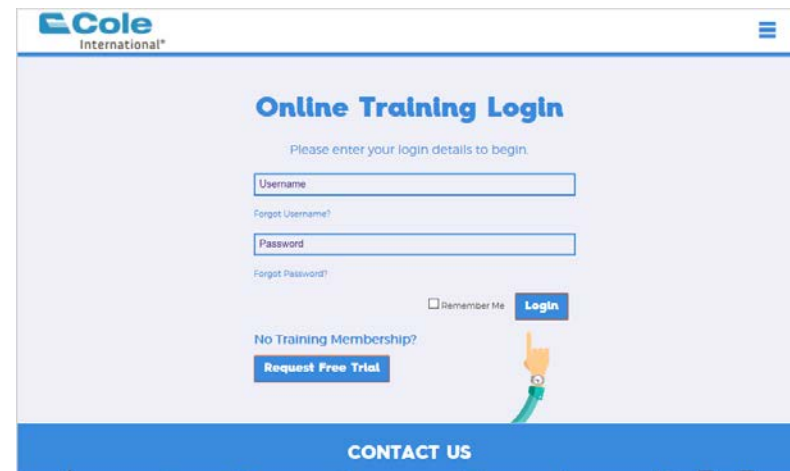 Cole
International®
Online Training Login
Please enter your login details to begin.
Username
Forgot Username?
Password
Forgot Password?
Remember Me
Login
No Training Membership?
Request Free Trial
CONTACT US